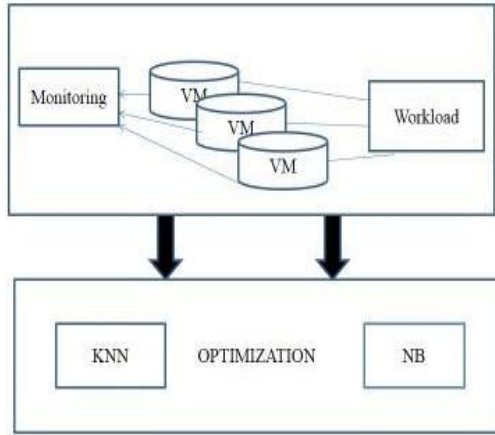 VM
Monitoring
VM
Workload
VM
KNN
OPTIMIZATION
NB